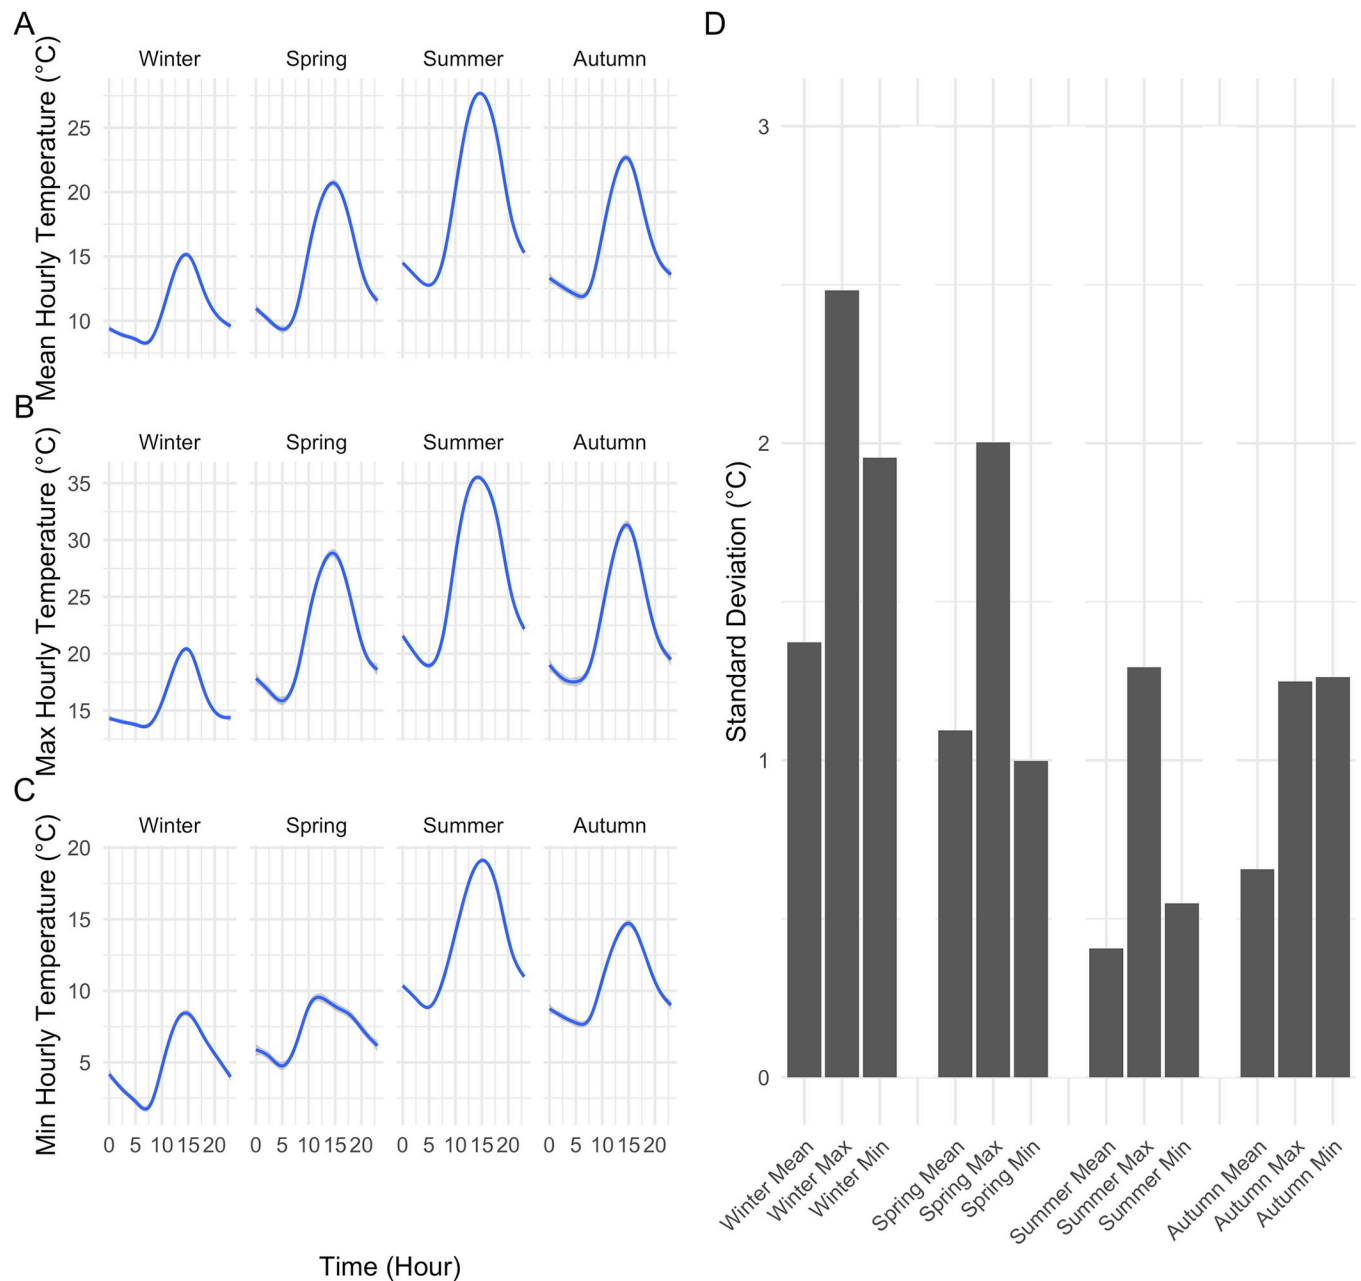 A
Mean Hourly Temperature (°C)
Winter Spring Summer Autumn
25
20
15
10
B
Max Hourly Temperature (°C)
Winter Spring Summer Autumn
35
30
25
20
15
C
Min Hourly Temperature (°C)
Winter Spring Summer Autumn
20
15
10
5
0 5 10 15 20 0 5 10 15 20 0 5 10 15 20 0 5 10 15 20
Time (Hour)
D
Standard Deviation (°C)
3
2
1
0
Winter Mean
Winter Max
Winter Min
Spring Mean
Spring Max
Spring Min
Summer Mean
Summer Max
Summer Min
Autumn Mean
Autumn Max
Autumn Min